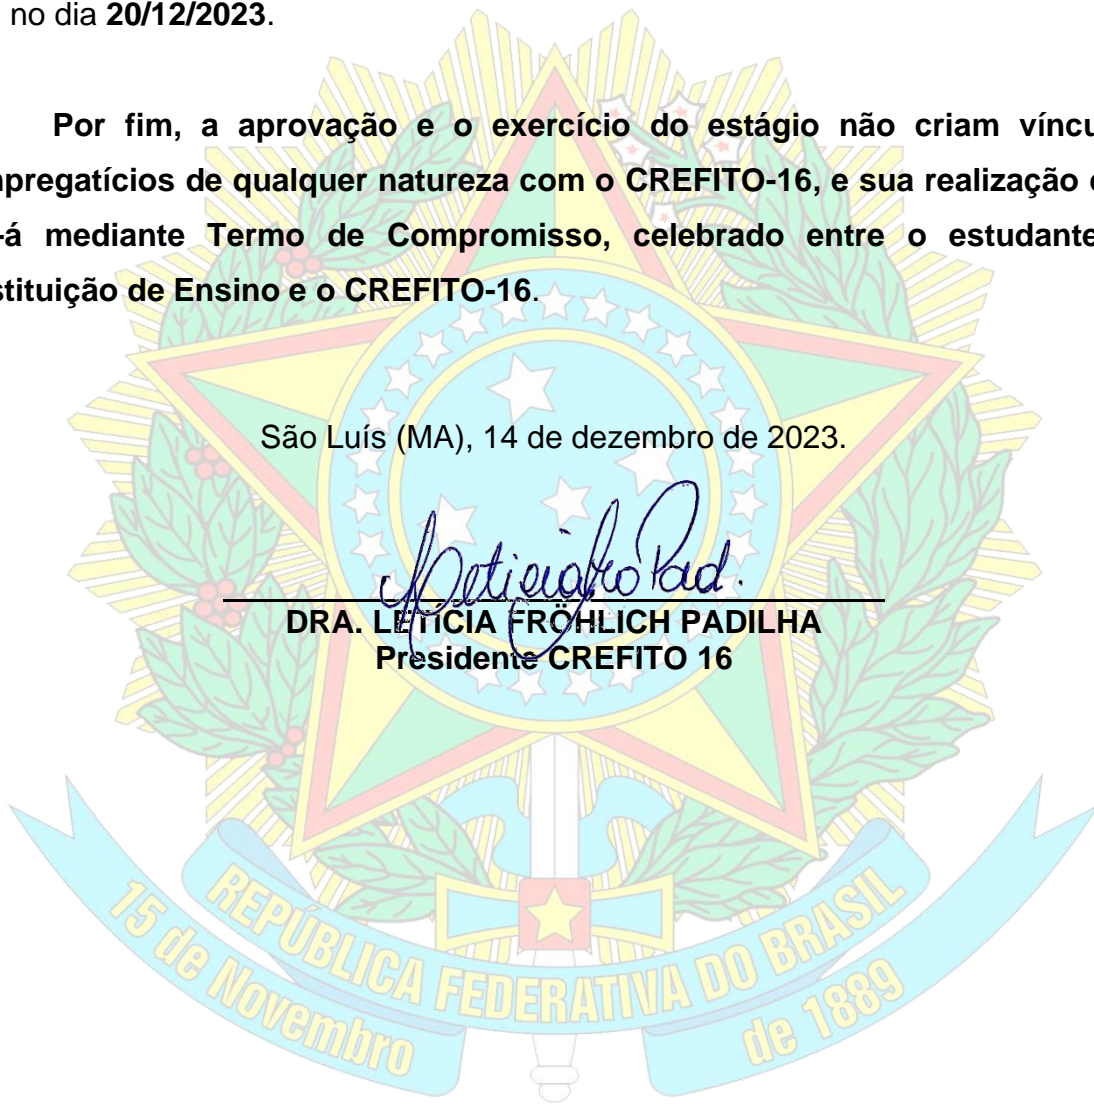 no dia 20/12/2023.
Por fim, a aprovação e o exercício do estágio não criam víncu
mpregatícios de qualquer natureza com o CREFITO-16, e sua realização
-á mediante Termo de Compromisso, celebrado entre o estudante
stituição de Ensino e o CREFITO-16.
São Luís (MA), 14 de dezembro de 2023.
DRA. LETÍCIA FRÖHLICH PADILHA
Presidente CREFITO 16
REPÚBLICA FEDERATIVA DO BRASIL
15 de Novembro de 1889